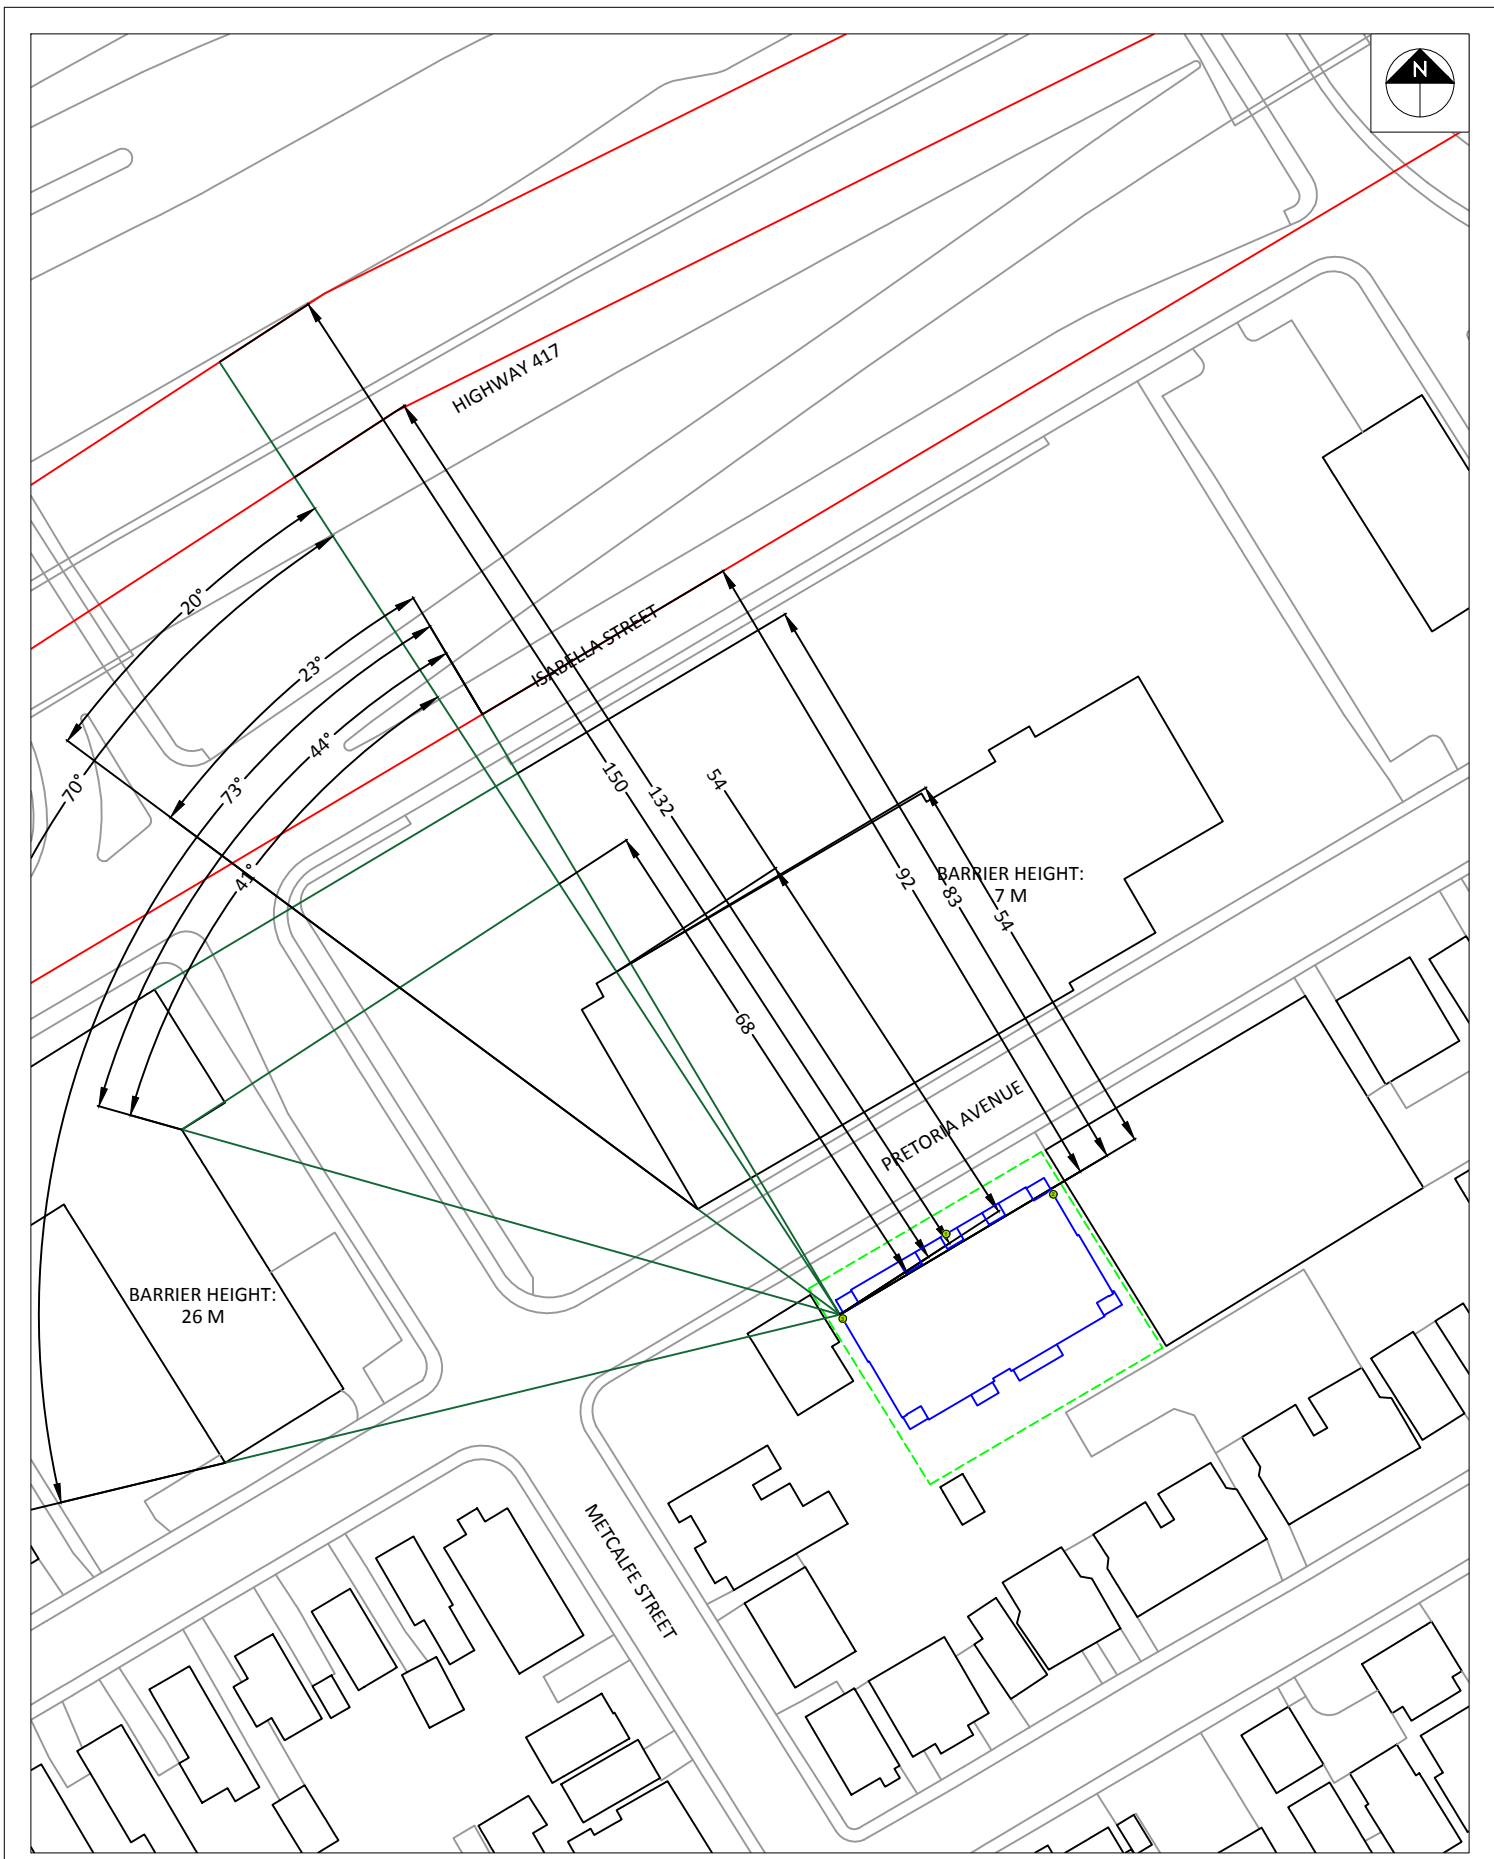 N
HIGHWAY 417
ISABELLA STREET
20°
23°
70°
73°
44°
41°
150
132
54
92
83
54
68
BARRIER HEIGHT:
7 M
PRETORIA AVENUE
BARRIER HEIGHT:
26 M
METCALFE STREET